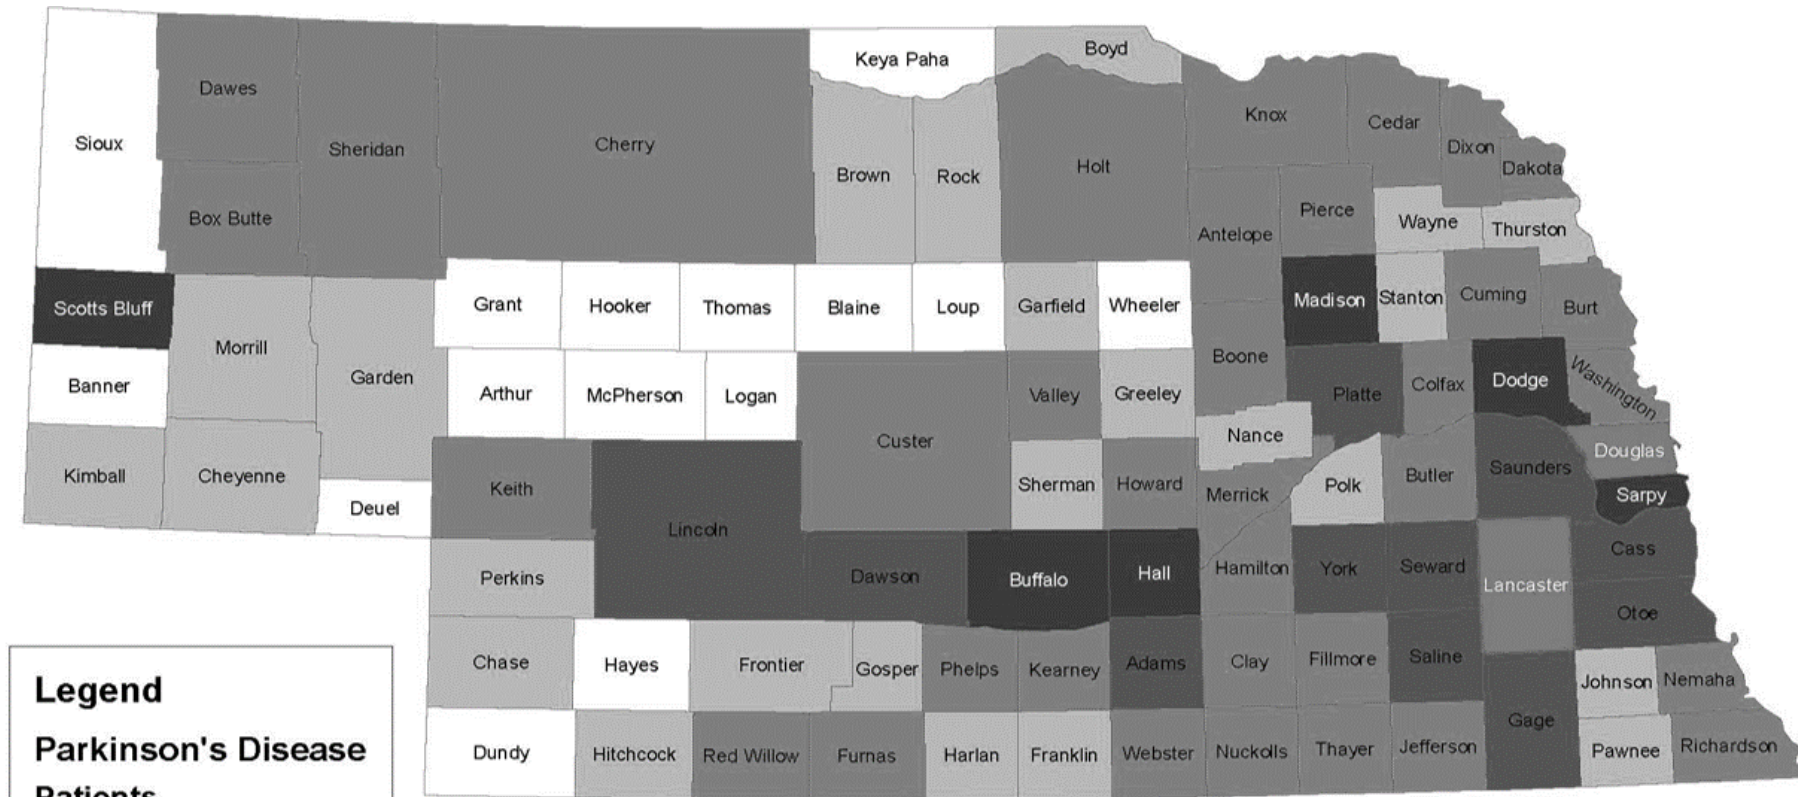 Keya Paha
Boyd
Dawes
Sioux
Sheridan
Cherry
Brown
Rock
Holt
Knox
Cedar
Dixon
Dakota
Box Butte
Antelope
Pierce
Wayne
Thurston
Scotts Bluff
Morrill
Garden
Grant
Hooker
Thomas
Blaine
Loup
Garfield
Wheeler
Madison
Stanton
Cuming
Burt
Banner
Arthur
McPherson
Logan
Valley
Greeley
Boone
Platte
Colfax
Dodge
Washington
Kimball
Cheyenne
Deuel
Keith
Lincoln
Custer
Sherman
Howard
Nance
Merrick
Polk
Butler
Saunders
Douglas
Sarpy
Perkins
Dawson
Buffalo
Hall
Hamilton
York
Seward
Lancaster
Cass
Otoe
Chase
Hayes
Frontier
Gosper
Phelps
Kearney
Adams
Clay
Fillmore
Saline
Gage
Johnson
Nemaha
Dundy
Hitchcock
Red Willow
Furnas
Harlan
Franklin
Webster
Nuckolls
Thayer
Jefferson
Pawnee
Richardson
Legend
Parkinson's Disease
Patients